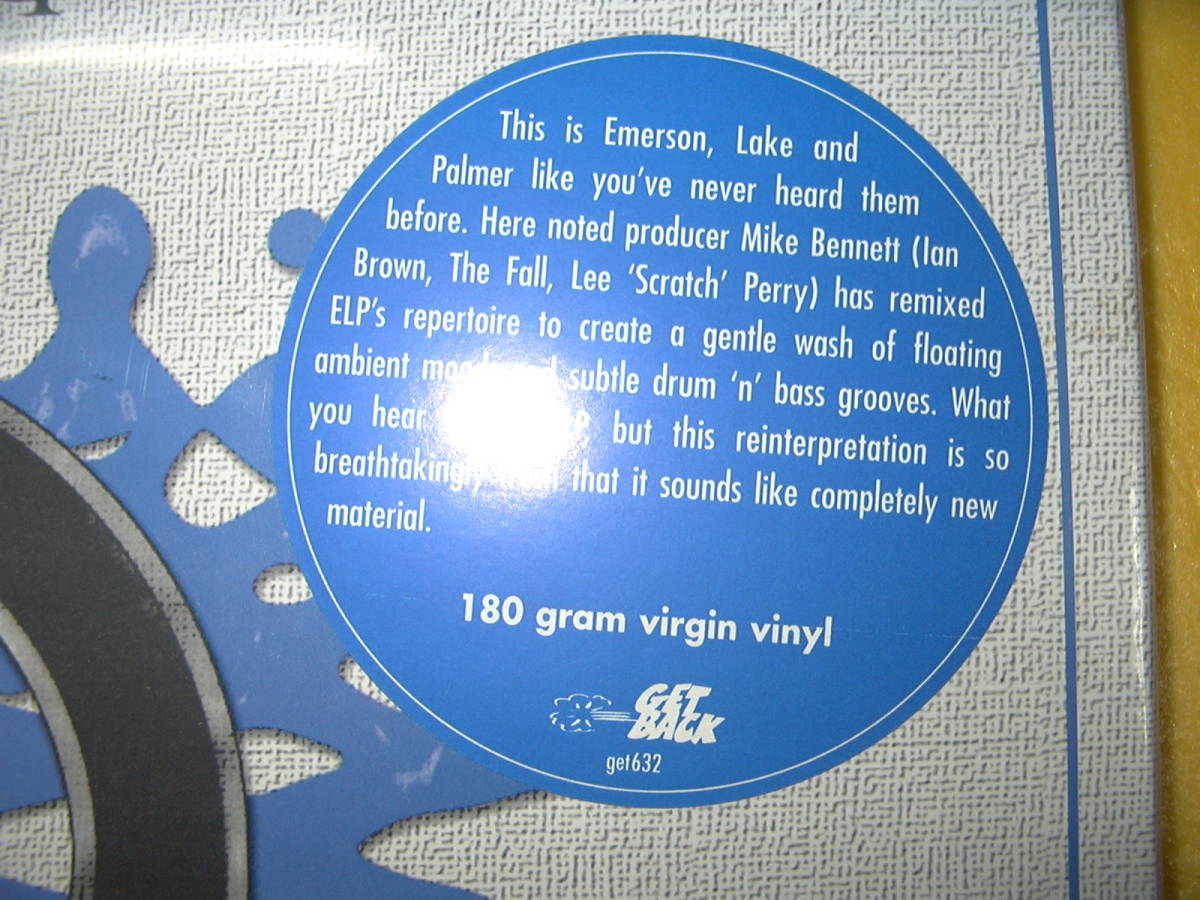 This is Emerson, Lake and
Palmer like you've never heard them
before. Here noted producer Mike Bennett (Ian
Brown, The Fall, Lee 'Scratch' Perry) has remixed
ELP's repertoire to create a gentle wash of floating
ambient subtle drum 'n' bass grooves. What
you hear but this reinterpretation is so
breathtakingly that it sounds like completely new
material.
180 gram virgin vinyl
GET
BACK
get632